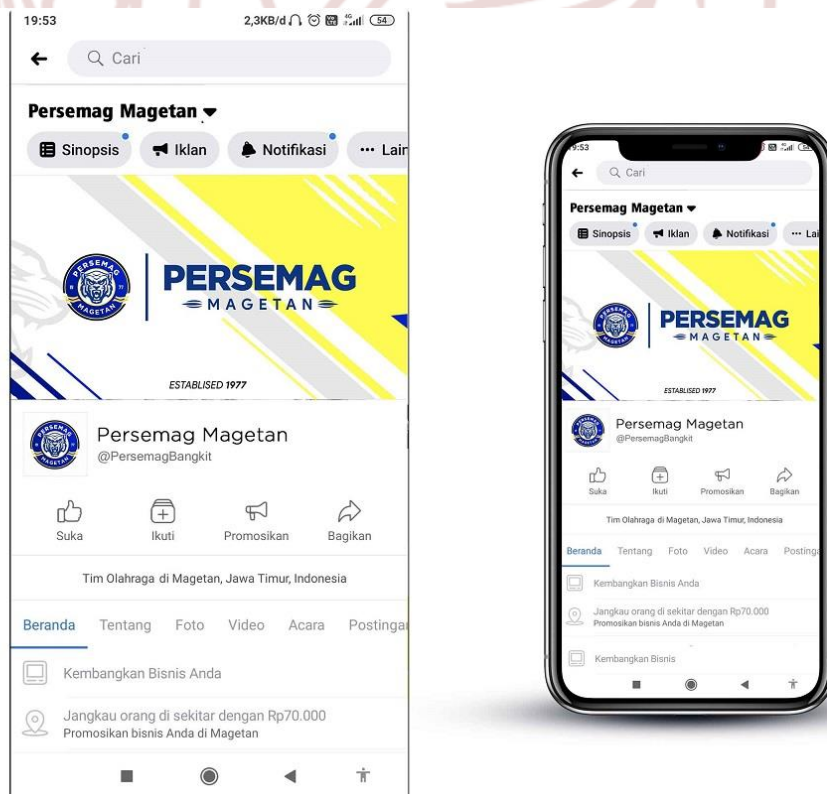 19:53
2,3KB/d
4G
54
Cari
Persemag Magetan
Sinopsis
Iklan
Notifikasi
Lain
PERSEMAG
MAGETAN
PERSEMAG
MAGETAN
ESTABLISED 1977
Persemag Magetan
@PersemagBangkit
Suka
Ikuti
Promosikan
Bagikan
Tim Olahraga di Magetan, Jawa Timur, Indonesia
Beranda Tentang Foto Video Acara Postingan
Kembangkan Bisnis Anda
Jangkau orang di sekitar dengan Rp70.000
Promosikan bisnis Anda di Magetan
9:53
Cari
Persemag Magetan
Sinopsis
Iklan
Notifikasi
Lai
PERSEMAG
MAGETAN
ESTABLISED 1977
Persemag Magetan
@PersemagBangkit
Suka
Ikuti
Promosikan
Bagikan
Tim Olahraga di Magetan, Jawa Timur, Indonesia
Beranda Tentang Foto Video Acara Posting
Kembangkan Bisnis Anda
Jangkau orang di sekitar dengan Rp70.000
Promosikan bisnis Anda di Magetan
Kembangkan Bisnis